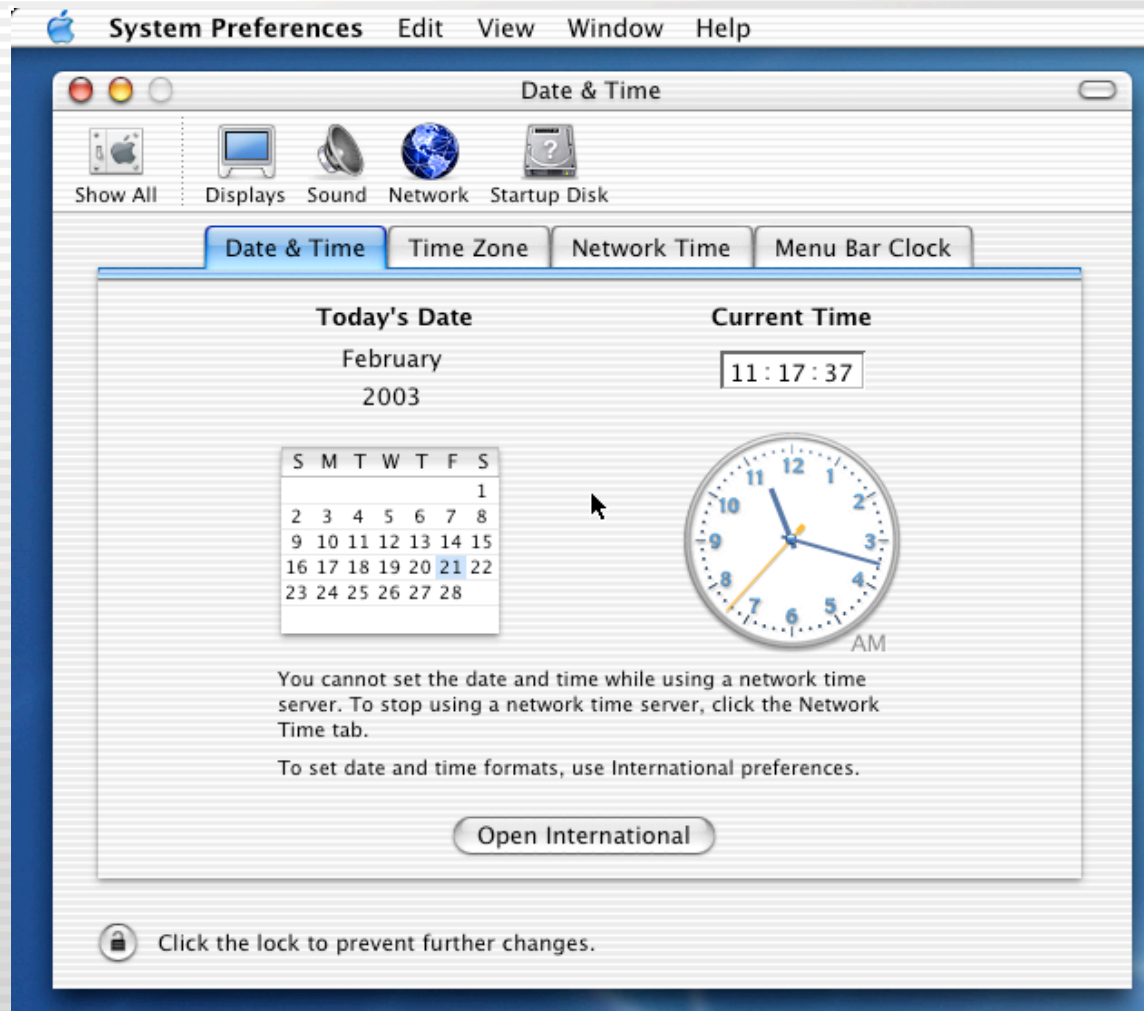 System Preferences Edit View Window Help
Date & Time
Show All Displays Sound Network Startup Disk
Date & Time Time Zone Network Time Menu Bar Clock
Today's Date
February
2003
S M T W T F S
1
2 3 4 5 6 7 8
9 10 11 12 13 14 15
16 17 18 19 20 21 22
23 24 25 26 27 28
Current Time
11:17:37
12
1
2
3
4
5
6
7
8
9
10
11
AM
You cannot set the date and time while using a network time
server. To stop using a network time server, click the Network
Time tab.
To set date and time formats, use International preferences.
Open International
Click the lock to prevent further changes.